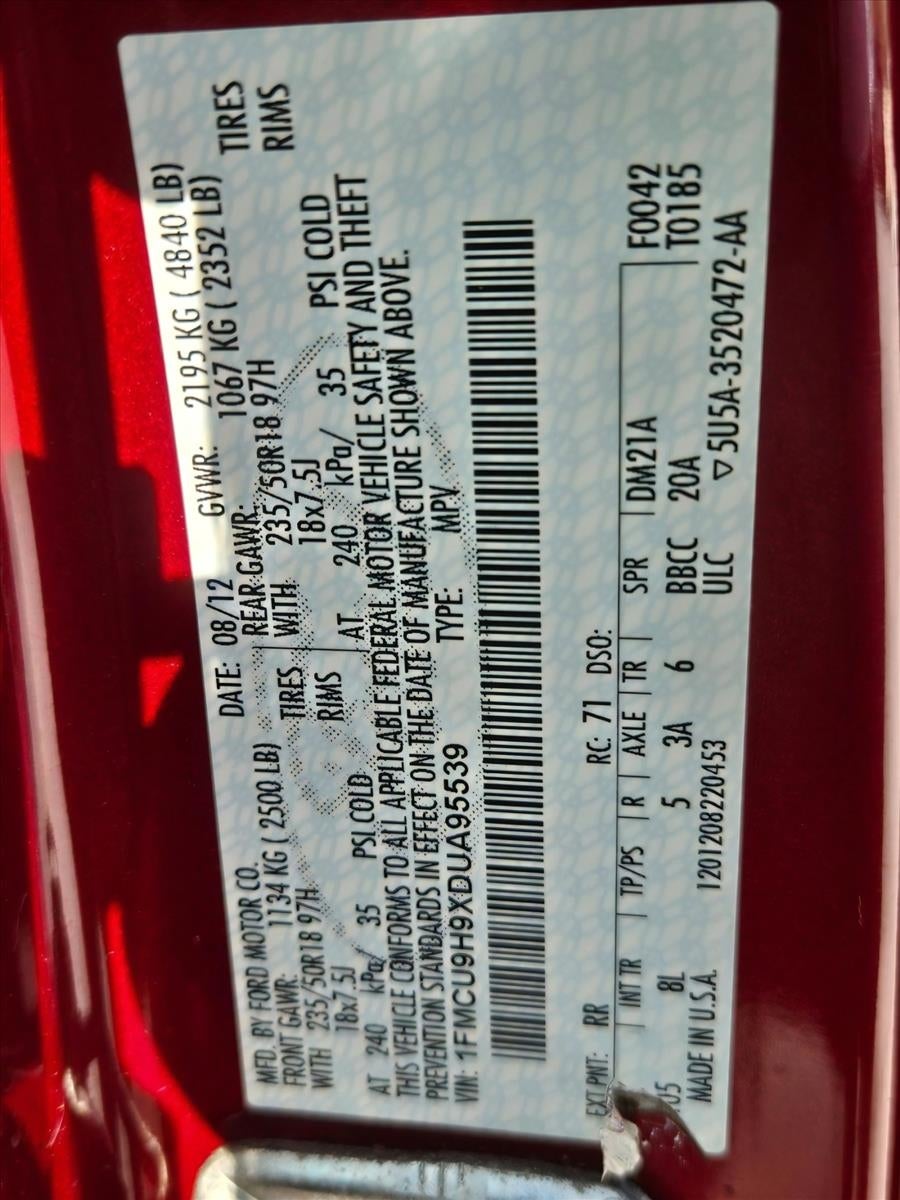 MFD. BY FORD MOTOR CO. DATE: 08/12 GVWR: 2195 KG ( 4840 LB)
FRONT GAWR: 1134 KG ( 2500 LB) REAR GAWR: 1067 KG ( 2352 LB)
WITH 235/50R18 97H TIRES WITH 235/50R18 97H TIRES
18x7.5J RIMS 18x7.5J RIMS
AT 240 kPa/ 35 PSI COLD AT 240 kPa/ 35 PSI COLD
THIS VEHICLE CONFORMS TO ALL APPLICABLE FEDERAL MOTOR VEHICLE SAFETY AND THEFT
PREVENTION STANDARDS IN EFFECT ON THE DATE OF MANUFACTURE SHOWN ABOVE.
VIN: 1FMCU9H9XDUA95539 TYPE: MPV
EXT PNT: RR RC: 71 DSO: F0042
INT TR TP/PS R AXLE TR SPR DM21A T0185
U5 8L 5 3A 6 BBCC 20A
MADE IN U.S.A. 1201208220453 ULC ▽5U5A-3520472-AA